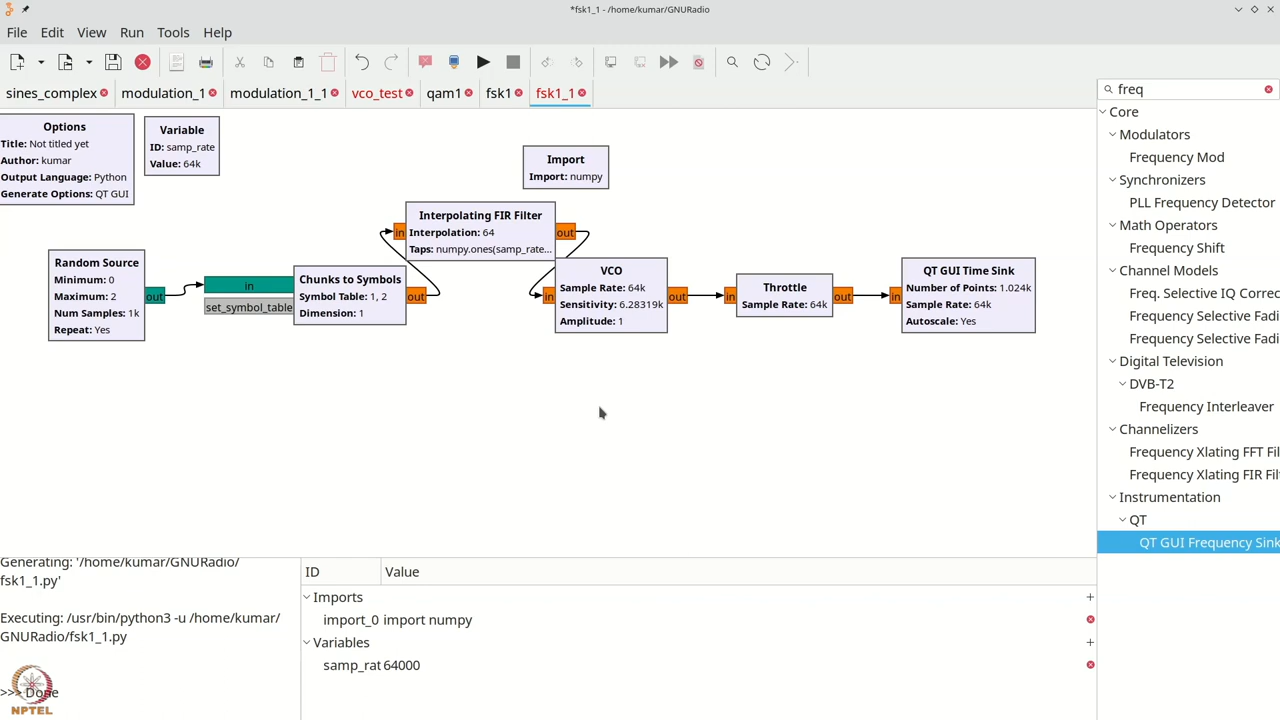 *fsk1_1 - /home/kumar/GNURadio
File Edit View Run Tools Help
sines_complex modulation_1 modulation_1_1 vco_test qam1 fsk1 fsk1_1
Options
Title: Not titled yet
Author: kumar
Output Language: Python
Generate Options: QT GUI
Variable
ID: samp_rate
Value: 64k
Import
Import: numpy
Interpolating FIR Filter
Interpolation: 64
Taps: numpy.ones(samp_rate...
in
out
Random Source
Minimum: 0
Maximum: 2
Num Samples: 1k
Repeat: Yes
out
in
set_symbol_table
Chunks to Symbols
Symbol Table: 1, 2
Dimension: 1
out
in
VCO
Sample Rate: 64k
Sensitivity: 6.28319k
Amplitude: 1
out
in
Throttle
Sample Rate: 64k
out
in
QT GUI Time Sink
Number of Points: 1.024k
Sample Rate: 64k
Autoscale: Yes
freq
Core
Modulators
Frequency Mod
Synchronizers
PLL Frequency Detector
Math Operators
Frequency Shift
Channel Models
Freq. Selective IQ Correc
Frequency Selective Fadi
Frequency Selective Fadi
Digital Television
DVB-T2
Frequency Interleaver
Channelizers
Frequency Xlating FFT Fil
Frequency Xlating FIR Fil
Instrumentation
QT
QT GUI Frequency Sink
Generating: '/home/kumar/GNURadio/
fsk1_1.py'
Executing: /usr/bin/python3 -u /home/kumar/
GNURadio/fsk1_1.py
>>> Done
NPTEL
ID Value
Imports
import_0 import numpy
Variables
samp_rat 64000